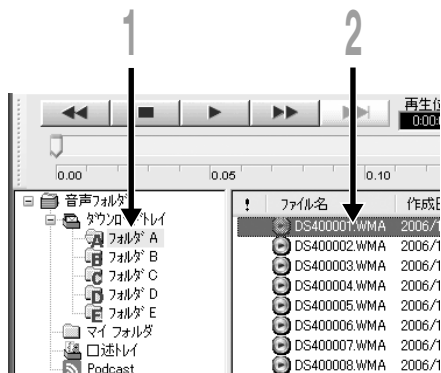 1 2
再生位
0:00:0
0.00 0.05 0.10
音声フォルダ
ダウンロードトレイ
フォルダ A
フォルダ B
フォルダ C
フォルダ D
フォルダ E
マイ フォルダ
口述トレイ
Podcast
! ファイル名 作成日
DS400001.WMA 2006/1
DS400002.WMA 2006/1
DS400003.WMA 2006/1
DS400004.WMA 2006/1
DS400005.WMA 2006/1
DS400006.WMA 2006/1
DS400007.WMA 2006/1
DS400008.WMA 2006/1